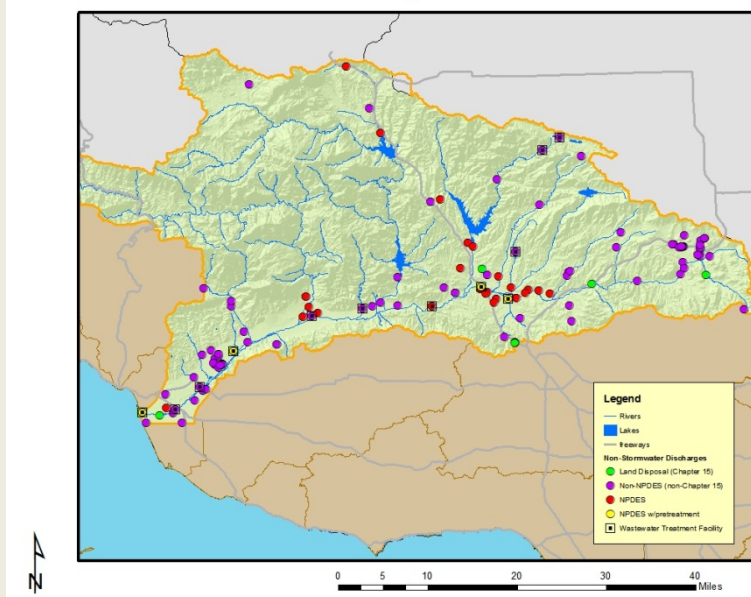 Legend
Rivers
Lakes
freeways
Non-Stormwater Discharges
Land Disposal (Chapter 15)
Non-NPDES (non-Chapter 15)
NPDES
NPDES w/pretreatment
Wastewater Treatment Facility
N
0 5 10 20 30 40
Miles